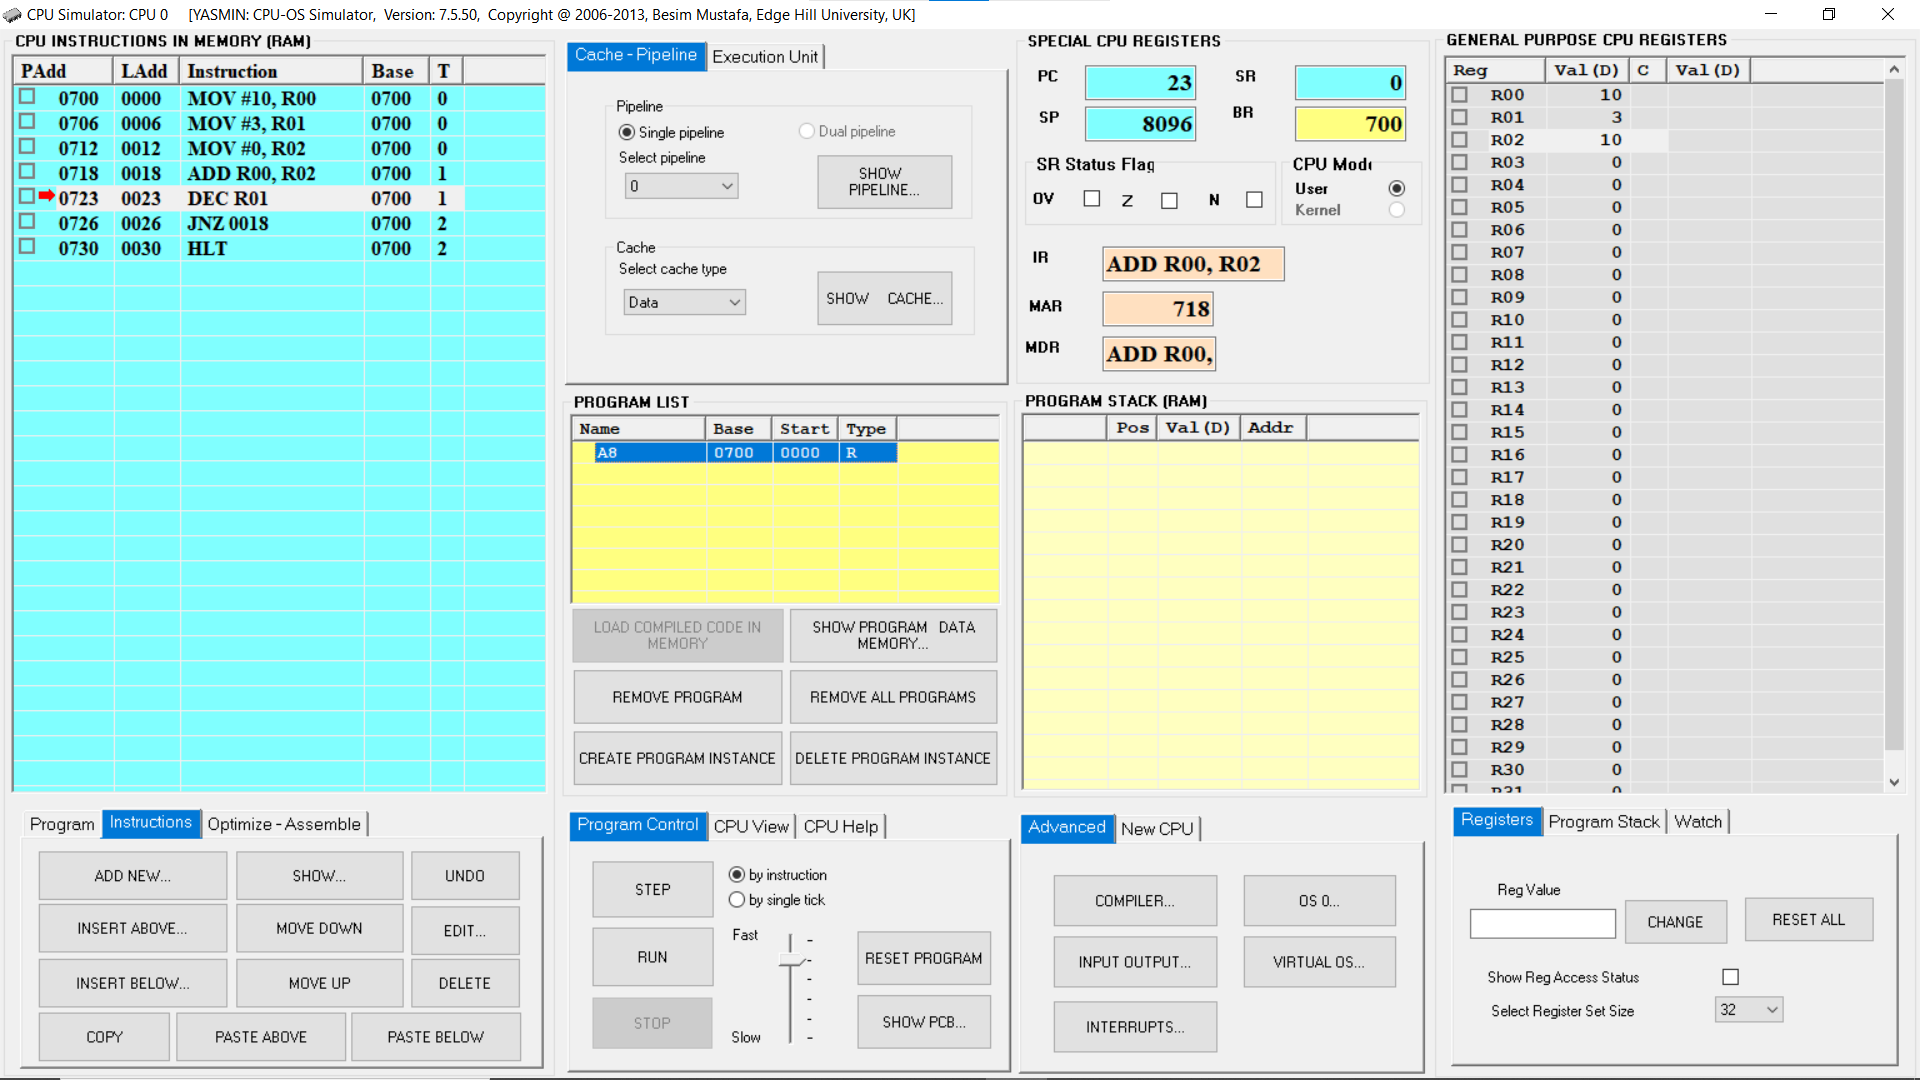 CPU Simulator: CPU 0 [YASMIN: CPU-OS Simulator, Version: 7.5.50, Copyright @ 2006-2013, Besim Mustafa, Edge Hill University, UK]
CPU INSTRUCTIONS IN MEMORY (RAM)
PAdd LAdd Instruction Base T
0700 0000 MOV #10, R00 0700 0
0706 0006 MOV #3, R01 0700 0
0712 0012 MOV #0, R02 0700 0
0718 0018 ADD R00, R02 0700 1
0723 0023 DEC R01 0700 1
0726 0026 JNZ 0018 0700 2
0730 0030 HLT 0700 2
Program Instructions Optimize - Assemble
ADD NEW... SHOW... UNDO
INSERT ABOVE... MOVE DOWN EDIT...
INSERT BELOW... MOVE UP DELETE
COPY PASTE ABOVE PASTE BELOW
Cache - Pipeline Execution Unit
Pipeline
Single pipeline Dual pipeline
Select pipeline
0
SHOW
PIPELINE...
Cache
Select cache type
Data
SHOW CACHE...
PROGRAM LIST
Name Base Start Type
A8 0700 0000 R
LOAD COMPILED CODE IN
MEMORY
SHOW PROGRAM DATA
MEMORY...
REMOVE PROGRAM REMOVE ALL PROGRAMS
CREATE PROGRAM INSTANCE DELETE PROGRAM INSTANCE
Program Control CPU View CPU Help
STEP
by instruction
by single tick
RUN
STOP
Fast
Slow
RESET PROGRAM
SHOW PCB...
SPECIAL CPU REGISTERS
PC 23 SR 0
SP 8096 BR 700
SR Status Flag
OV Z N
CPU Mode
User
Kernel
IR ADD R00, R02
MAR 718
MDR ADD R00,
PROGRAM STACK (RAM)
Pos Val(D) Addr
Advanced New CPU
COMPILER... OS 0...
INPUT OUTPUT... VIRTUAL OS...
INTERRUPTS...
GENERAL PURPOSE CPU REGISTERS
Reg Val(D) C Val(D)
R00 10
R01 3
R02 10
R03 0
R04 0
R05 0
R06 0
R07 0
R08 0
R09 0
R10 0
R11 0
R12 0
R13 0
R14 0
R15 0
R16 0
R17 0
R18 0
R19 0
R20 0
R21 0
R22 0
R23 0
R24 0
R25 0
R26 0
R27 0
R28 0
R29 0
R30 0
R31 0
Registers Program Stack Watch
Reg Value
CHANGE RESET ALL
Show Reg Access Status
Select Register Set Size 32